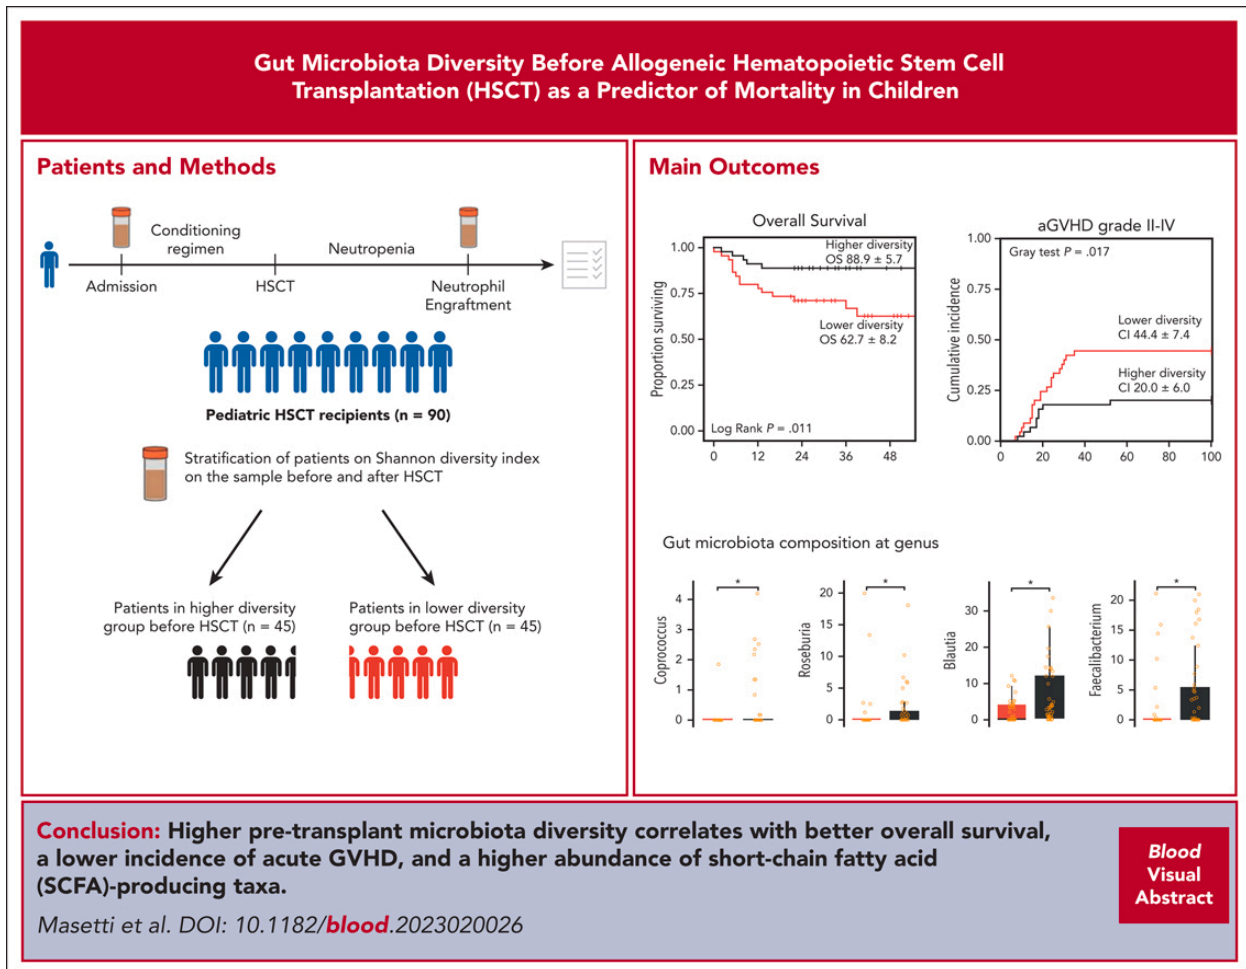 Gut Microbiota Diversity Before Allogeneic Hematopoietic Stem Cell
Transplantation (HSCT) as a Predictor of Mortality in Children
Patients and Methods
Conditioning
regimen
Neutropenia
Admission
HSCT
Neutrophil
Engraftment
Pediatric HSCT recipients (n = 90)
Stratification of patients on Shannon diversity index
on the sample before and after HSCT
Patients in higher diversity
group before HSCT (n = 45)
Patients in lower diversity
group before HSCT (n = 45)
Main Outcomes
Overall Survival
Proportion surviving
1.00
0.75
0.50
0.25
0.00
Higher diversity
OS 88.9 ± 5.7
Lower diversity
OS 62.7 ± 8.2
Log Rank P = .011
0 12 24 36 48
aGVHD grade II-IV
Cumulative incidence
1.00
0.75
0.50
0.25
0.00
Gray test P = .017
Lower diversity
CI 44.4 ± 7.4
Higher diversity
CI 20.0 ± 6.0
0 20 40 60 80 100
Gut microbiota composition at genus
Coprococcus
4
3
2
1
0
*
Roseburia
20
15
10
5
0
*
Blautia
30
20
10
0
*
Faecalibacterium
20
15
10
5
0
*
Conclusion: Higher pre-transplant microbiota diversity correlates with better overall survival,
a lower incidence of acute GVHD, and a higher abundance of short-chain fatty acid
(SCFA)-producing taxa.
Masetti et al. DOI: 10.1182/blood.2023020026
Blood
Visual
Abstract